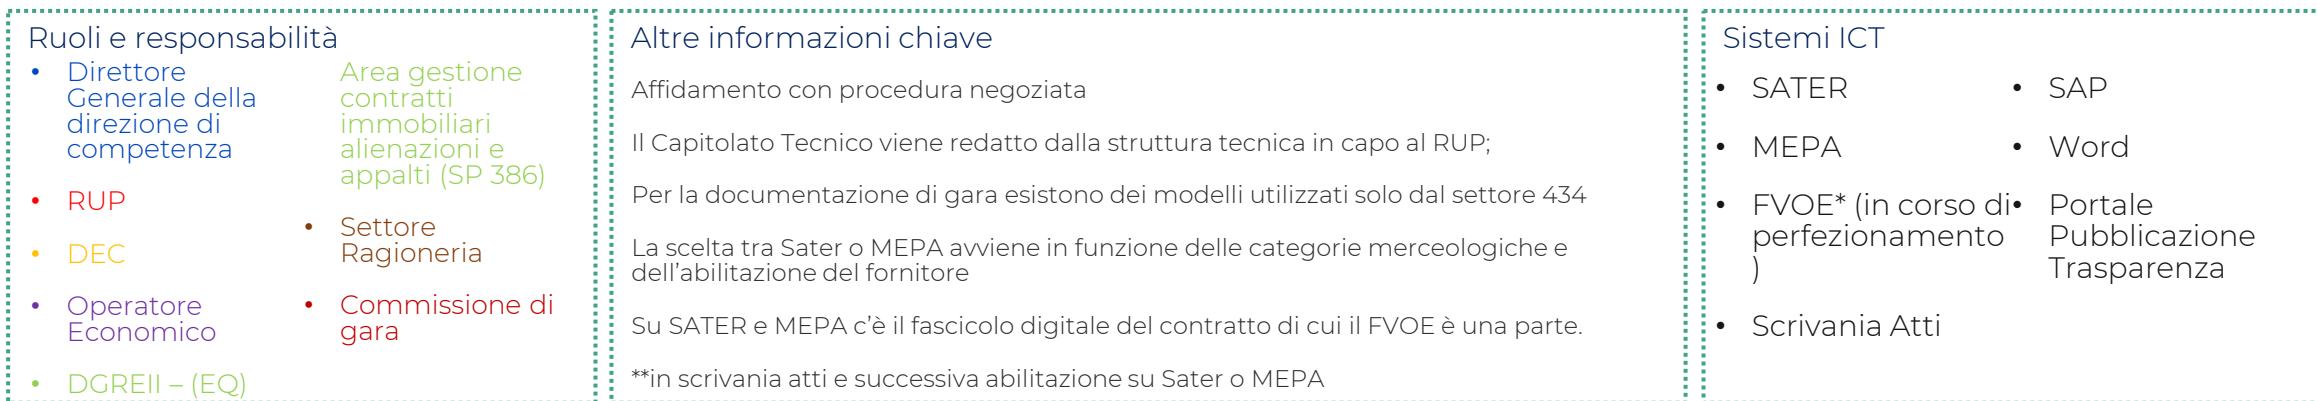 Ruoli e responsabilità
• Direttore
Generale della
direzione di
competenza
• RUP
• DEC
• Operatore
Economico
• DGREII – (EQ)
Area gestione
contratti
immobiliari
alienazioni e
appalti (SP 386)
• Settore
Ragioneria
• Commissione di
gara
Altre informazioni chiave
Affidamento con procedura negoziata
Il Capitolato Tecnico viene redatto dalla struttura tecnica in capo al RUP;
Per la documentazione di gara esistono dei modelli utilizzati solo dal settore 434
La scelta tra Sater o MEPA avviene in funzione delle categorie merceologiche e
dell’abilitazione del fornitore
Su SATER e MEPA c’è il fascicolo digitale del contratto di cui il FVOE è una parte.
**in scrivania atti e successiva abilitazione su Sater o MEPA
Sistemi ICT
• SATER
• MEPA
• FVOE* (in corso di
perfezionamento
)
• Scrivania Atti
• SAP
• Word
• Portale
Pubblicazione
Trasparenza